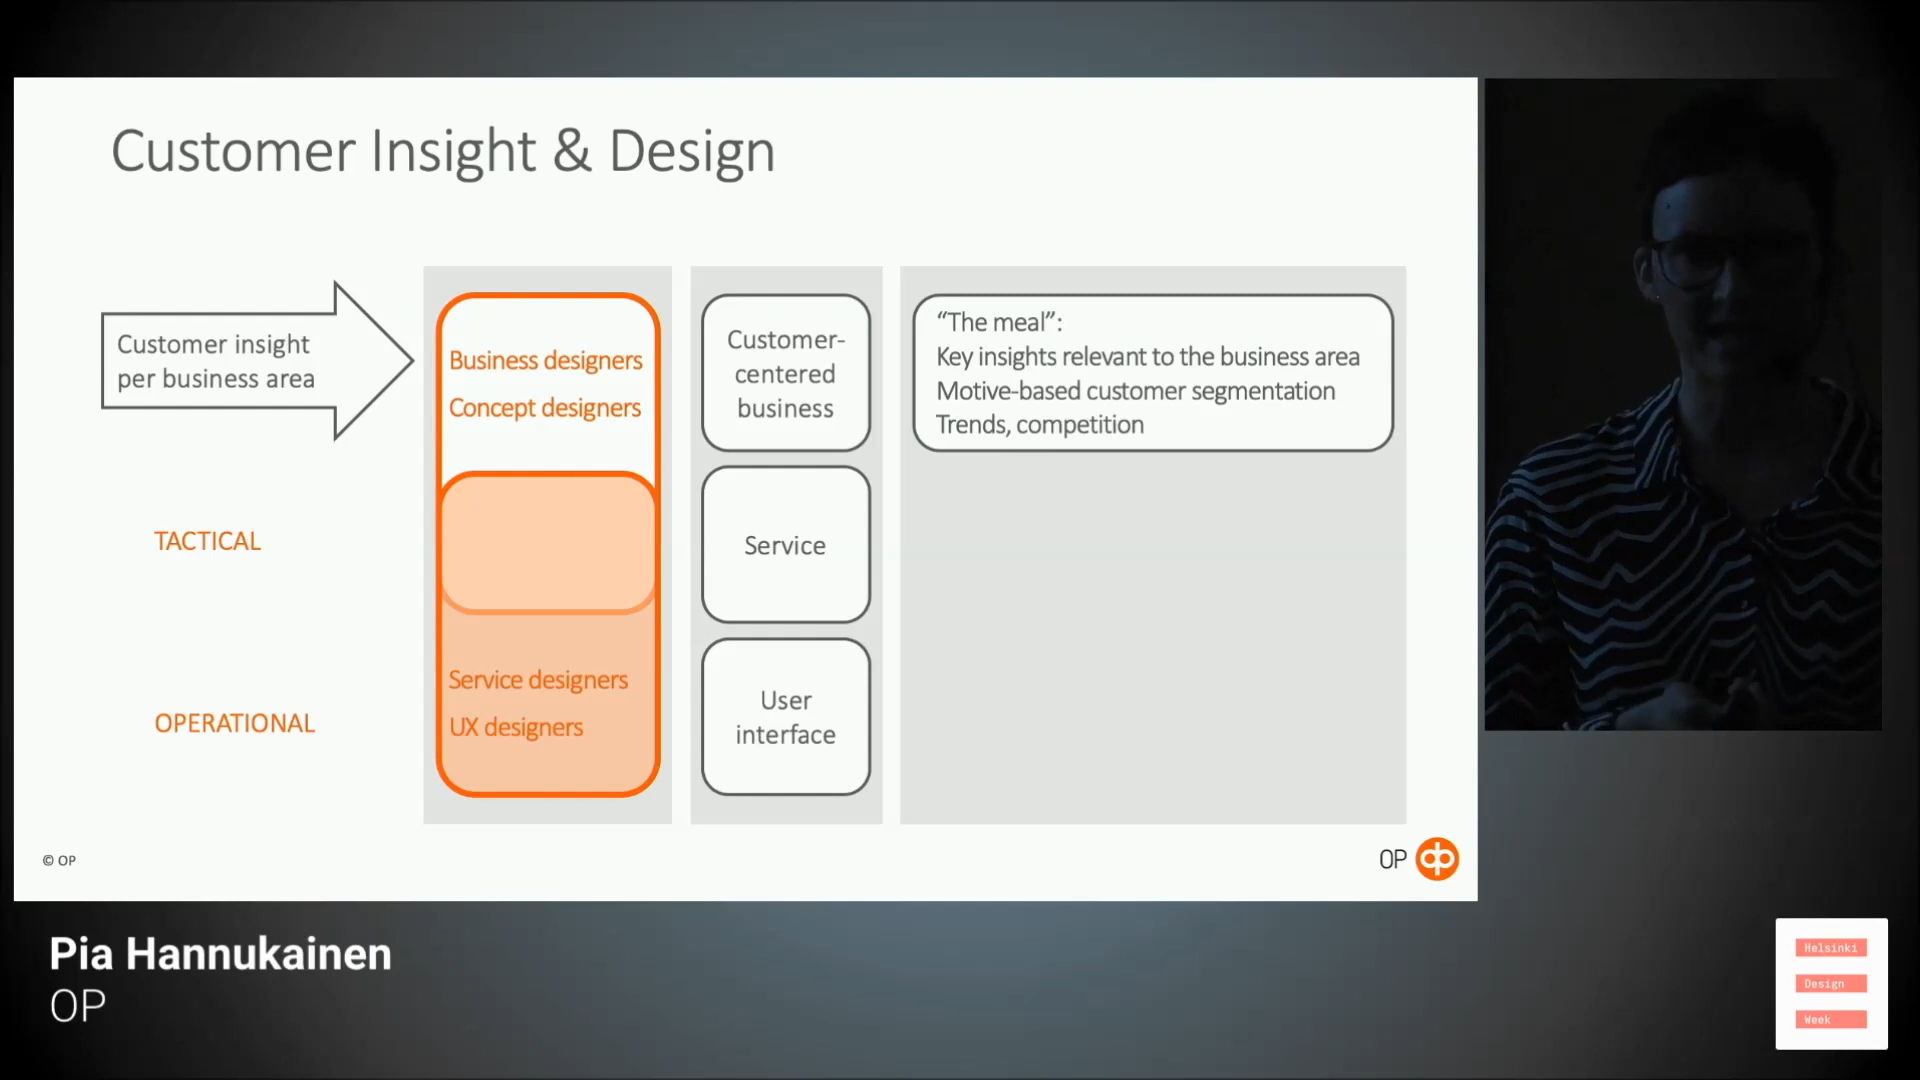 Customer Insight & Design
Customer insight
per business area
Business designers
Concept designers
Customer-
centered
business
“The meal”:
Key insights relevant to the business area
Motive-based customer segmentation
Trends, competition
TACTICAL
Service
OPERATIONAL
Service designers
UX designers
User
interface
© OP
OP
Pia Hannukainen
OP
Helsinki
Design
Week